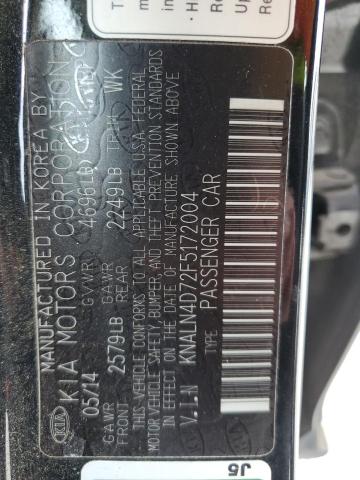 MANUFACTURED IN KOREA BY
KIA KIA MOTORS CORPORATION
05/14 GVWR 4696LB
GAWR GAWR TRIM
FRONT 2579LB REAR 2249LB WK
THIS VEHICLE CONFORMS TO ALL APPLICABLE U.S.A. FEDERAL
MOTOR VEHICLE SAFETY, BUMPER AND THEFT PREVENTION STANDARDS
IN EFFECT ON THE DATE OF MANUFACTURE SHOWN ABOVE
V.I.N KNALN4D72F5172004
TYPE: PASSENGER CAR
J5